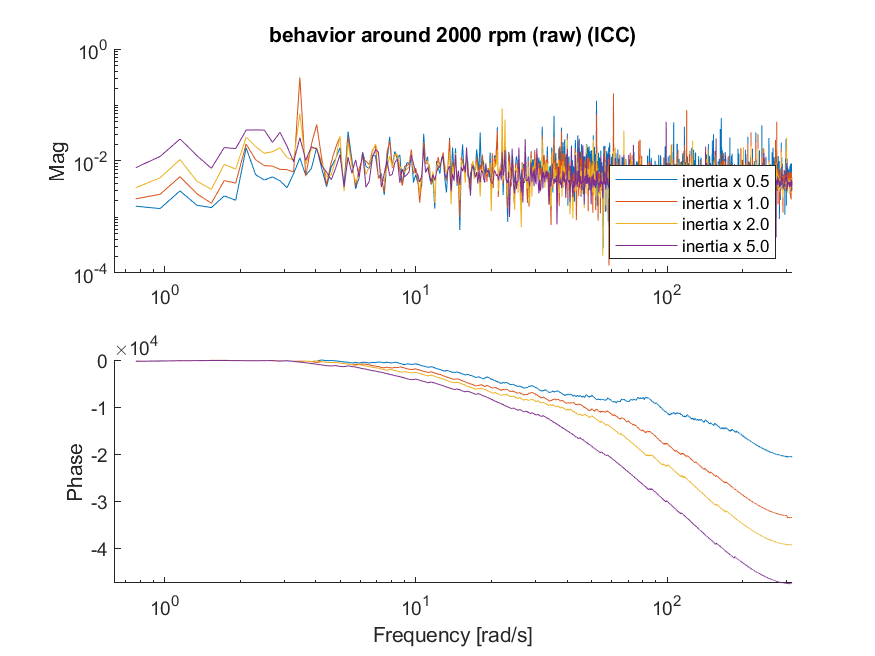 behavior around 2000 rpm (raw) (ICC)
10^0
10^-2
10^-4
Mag
inertia x 0.5
inertia x 1.0
inertia x 2.0
inertia x 5.0
10^0
10^1
10^2
×10^4
0
-1
-2
-3
-4
Phase
10^0
10^1
10^2
Frequency [rad/s]